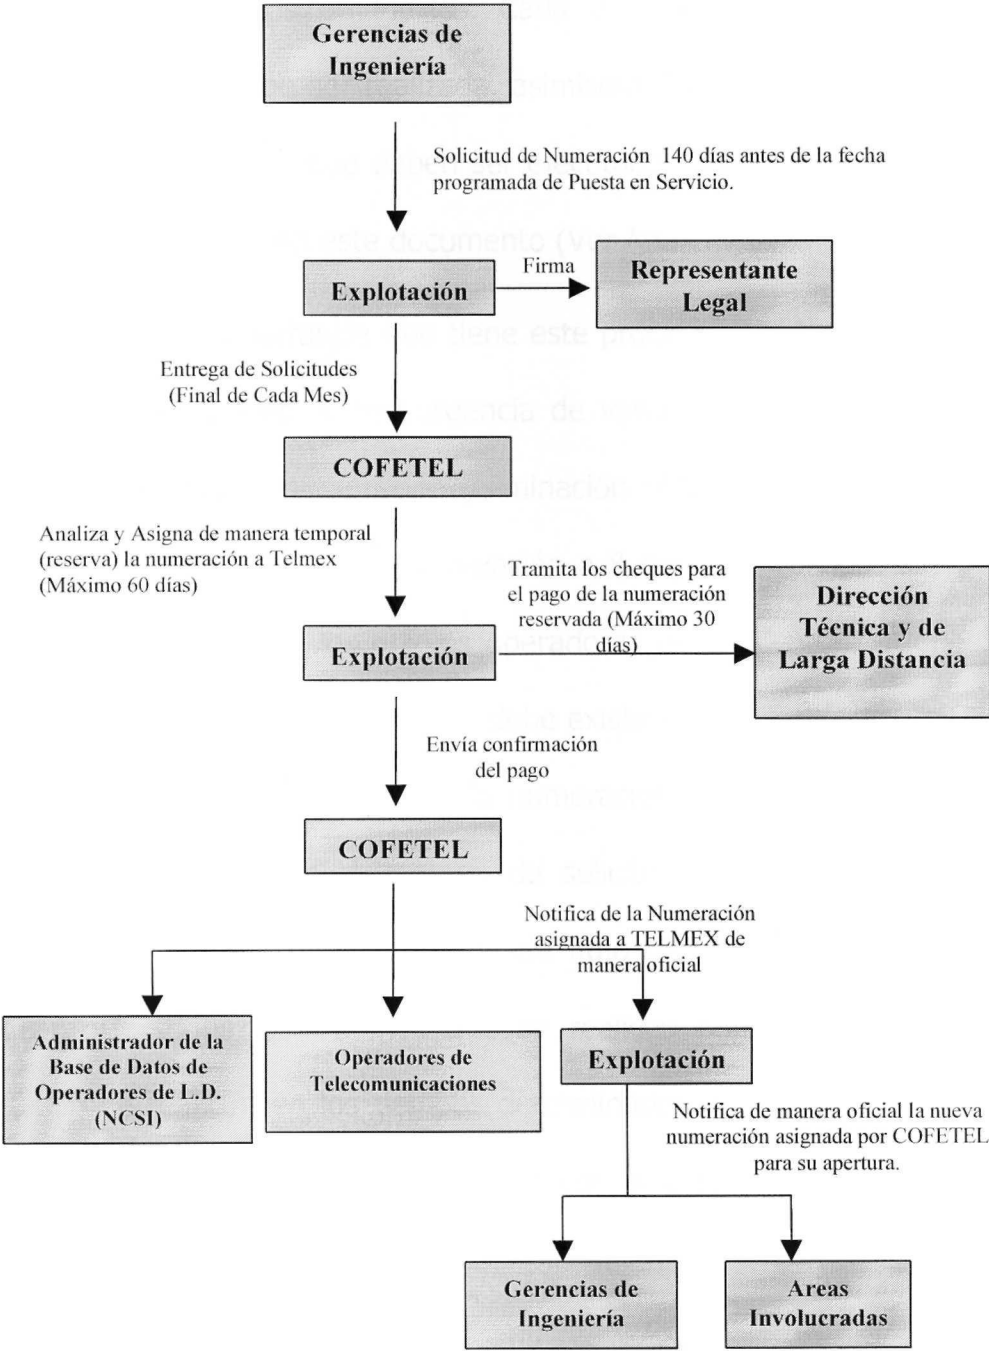 Gerencias de
Ingeniería
Solicitud de Numeración 140 días antes de la fecha
programada de Puesta en Servicio.
Explotación
Firma
Representante
Legal
Entrega de Solicitudes
(Final de Cada Mes)
COFETEL
Analiza y Asigna de manera temporal
(reserva) la numeración a Telmex
(Máximo 60 días)
Tramita los cheques para
el pago de la numeración
reservada (Máximo 30
días)
Explotación
Dirección
Técnica y de
Larga Distancia
Envía confirmación
del pago
COFETEL
Notifica de la Numeración
asignada a TELMEX de
manera oficial
Administrador de la
Base de Datos de
Operadores de L.D.
(NCSI)
Operadores de
Telecomunicaciones
Explotación
Notifica de manera oficial la nueva
numeración asignada por COFETEL
para su apertura.
Gerencias de
Ingeniería
Areas
Involucradas